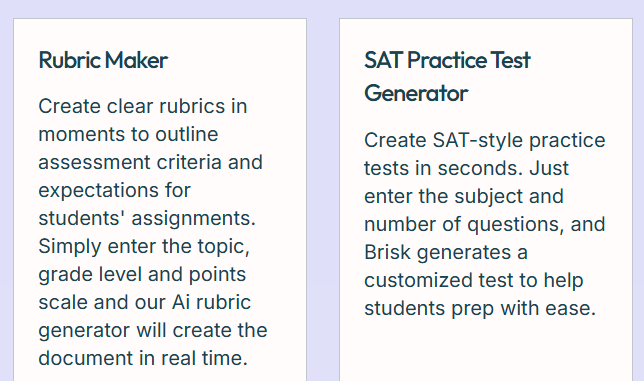 Rubric Maker
Create clear rubrics in
moments to outline
assessment criteria and
expectations for
students' assignments.
Simply enter the topic,
grade level and points
scale and our Ai rubric
generator will create the
document in real time.
SAT Practice Test
Generator
Create SAT-style practice
tests in seconds. Just
enter the subject and
number of questions, and
Brisk generates a
customized test to help
students prep with ease.